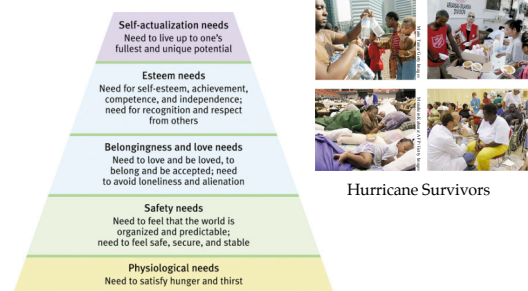 Self-actualization needs
Need to live up to one's
fullest and unique potential
Esteem needs
Need for self-esteem, achievement,
competence, and independence;
need for recognition and respect
from others
Belongingness and love needs
Need to love and be loved, to
belong and be accepted; need
to avoid loneliness and alienation
Safety needs
Need to feel that the world is
organized and predictable;
need to feel safe, secure, and stable
Physiological needs
Need to satisfy hunger and thirst
Hurricane Survivors